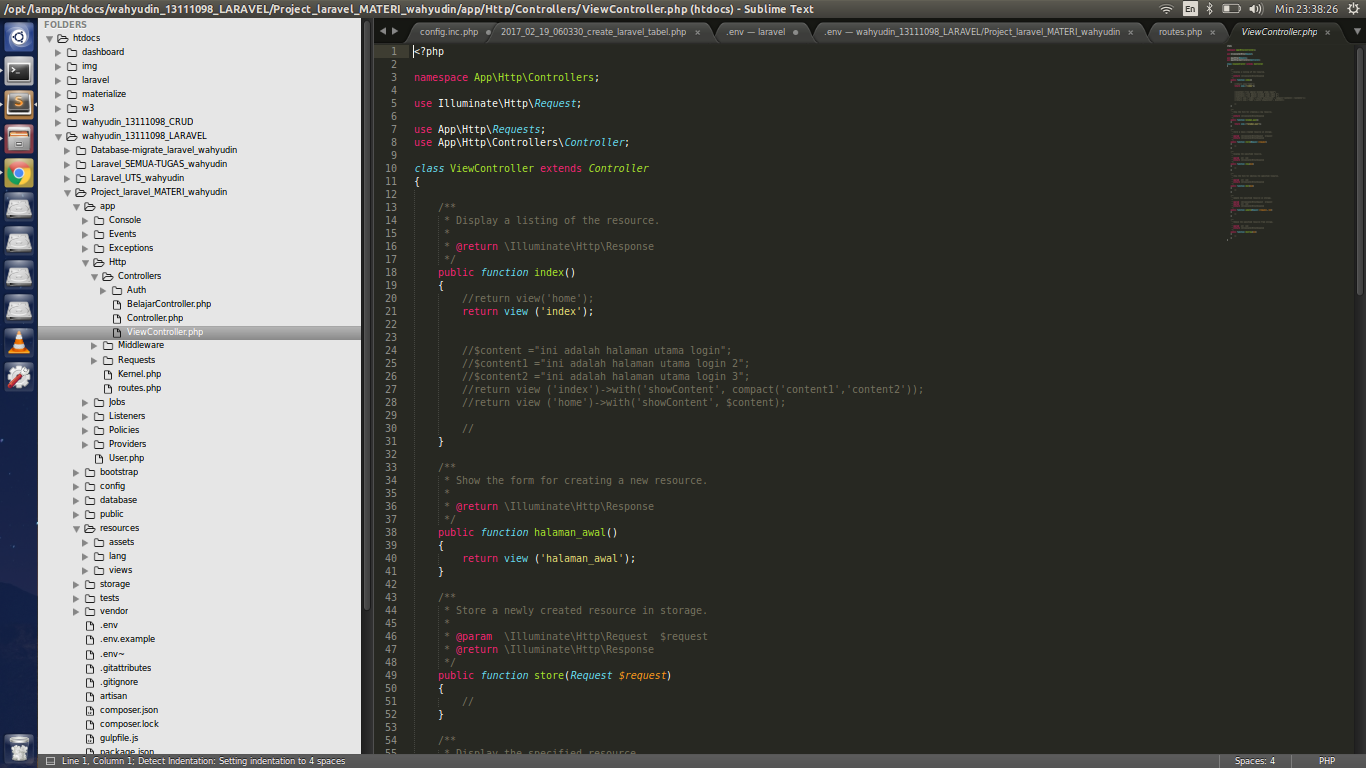 /opt/lampp/htdocs/wahyudin_13111098_LARAVEL/Project_laravel_MATERI_wahyudin/app/Http/Controllers/ViewController.php (htdocs) - Sublime Text
En
Min 23:38:26
FOLDERS
htdocs
dashboard
img
laravel
materialize
w3
wahyudin_13111098_CRUD
wahyudin_13111098_LARAVEL
Database-migrate_laravel_wahyudin
Laravel_SEMUA-TUGAS_wahyudin
Laravel_UTS_wahyudin
Project_laravel_MATERI_wahyudin
app
Console
Events
Exceptions
Http
Controllers
Auth
BelajarController.php
Controller.php
ViewController.php
Middleware
Requests
Kernel.php
routes.php
Jobs
Listeners
Policies
Providers
User.php
bootstrap
config
database
public
resources
assets
lang
views
storage
tests
vendor
.env
.env.example
.env~
.gitattributes
.gitignore
artisan
composer.json
composer.lock
gulpfile.js
package.json
config.inc.php
2017_02_19_060330_create_laravel_tabel.php ×
.env — laravel
.env — wahyudin_13111098_LARAVEL/Project_laravel_MATERI_wahyudin ×
routes.php ×
ViewController.php ×
1 <?php
2
3 namespace App\Http\Controllers;
4
5 use Illuminate\Http\Request;
6
7 use App\Http\Requests;
8 use App\Http\Controllers\Controller;
9
10 class ViewController extends Controller
11 {
12
13 /**
14 * Display a listing of the resource.
15 *
16 * @return \Illuminate\Http\Response
17 */
18 public function index()
19 {
20 //return view('home');
21 return view ('index');
22
23
24 //$content ="ini adalah halaman utama login";
25 //$content1 ="ini adalah halaman utama login 2";
26 //$content2 ="ini adalah halaman utama login 3";
27 //return view ('index')->with('showContent', compact('content1','content2'));
28 //return view ('home')->with('showContent', $content);
29
30 //
31 }
32
33 /**
34 * Show the form for creating a new resource.
35 *
36 * @return \Illuminate\Http\Response
37 */
38 public function halaman_awal()
39 {
40 return view ('halaman_awal');
41 }
42
43 /**
44 * Store a newly created resource in storage.
45 *
46 * @param  \Illuminate\Http\Request  $request
47 * @return \Illuminate\Http\Response
48 */
49 public function store(Request $request)
50 {
51 //
52 }
53
54 /**
55 * Display the specified resource
Line 1, Column 1; Detect Indentation: Setting indentation to 4 spaces
Spaces: 4
PHP